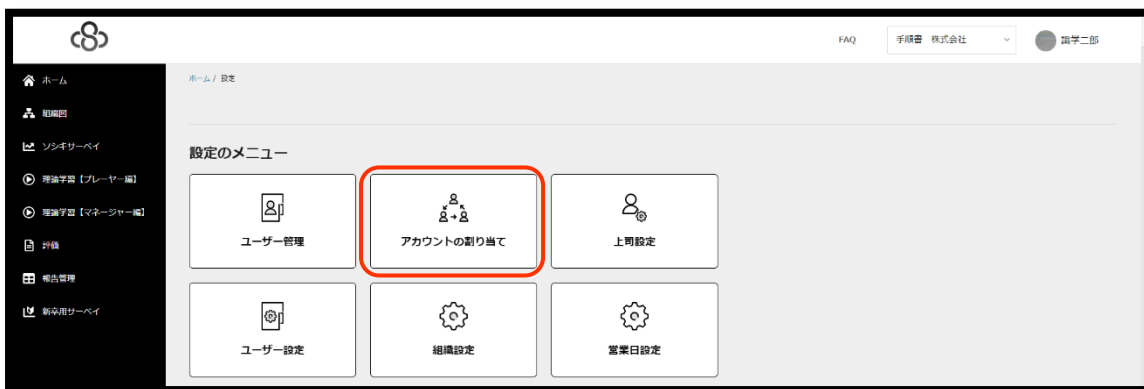 FAQ
手順書 株式会社
識学二郎
ホーム
組織図
ソシキサーベイ
理論学習【プレーヤー編】
理論学習【マネージャー編】
評価
報告管理
新卒用サーベイ
ホーム / 設定
設定のメニュー
ユーザー管理
アカウントの割り当て
上司設定
ユーザー設定
組織設定
営業日設定